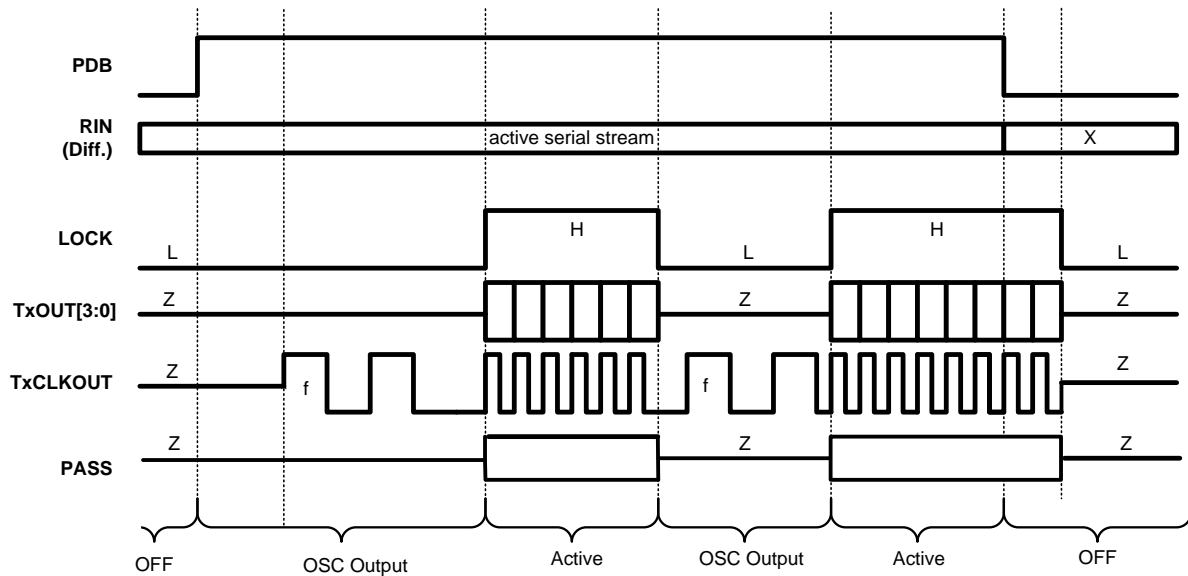 PDB
RIN
(Diff.)
active serial stream
X
LOCK
L
H
L
H
L
TxOUT[3:0]
Z
Z
Z
TxCLKOUT
Z
f
f
Z
PASS
Z
Z
Z
OFF
OSC Output
Active
OSC Output
Active
OFF